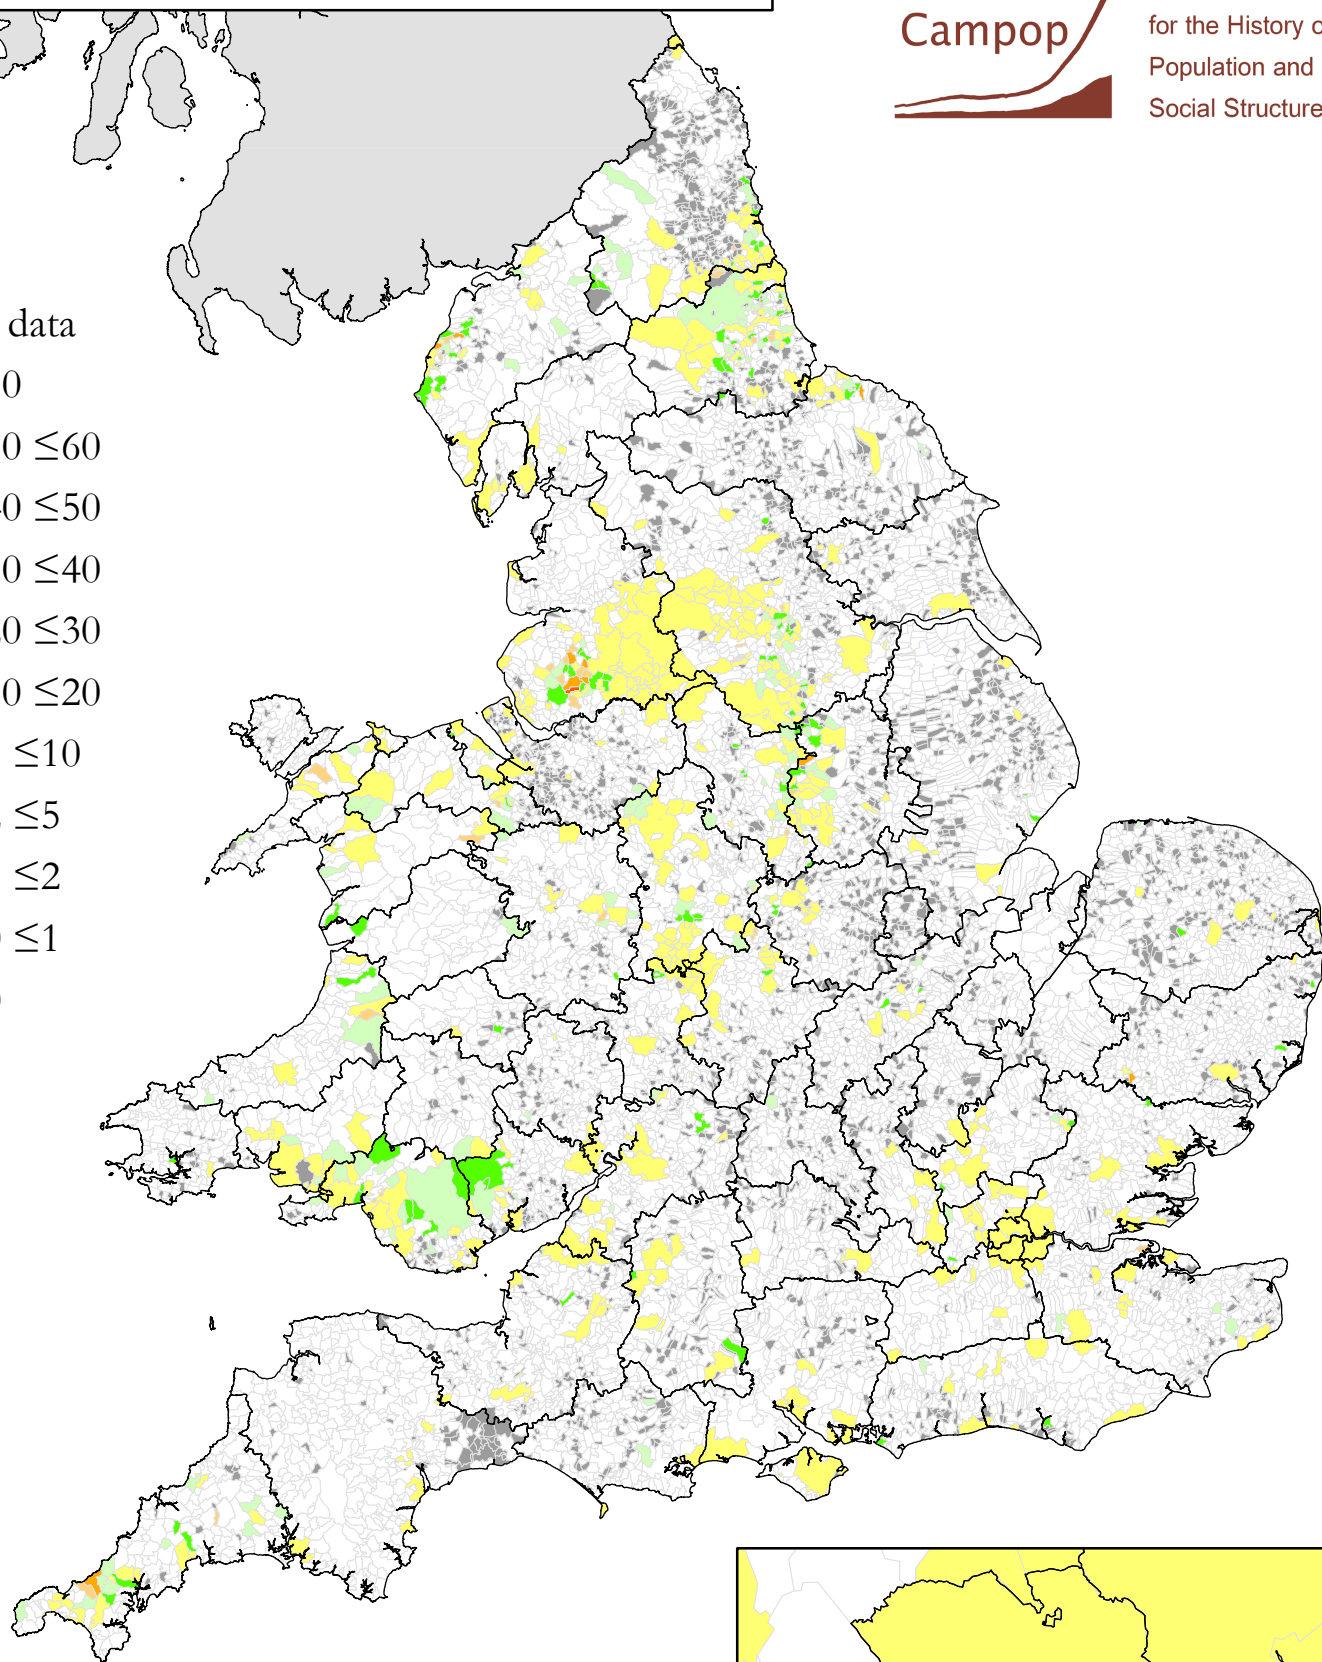 Campop
for the History o
Population and
Social Structure
data
0
0 ≤60
0 ≤50
0 ≤40
0 ≤30
0 ≤20
≤10
≤5
≤2
≤1